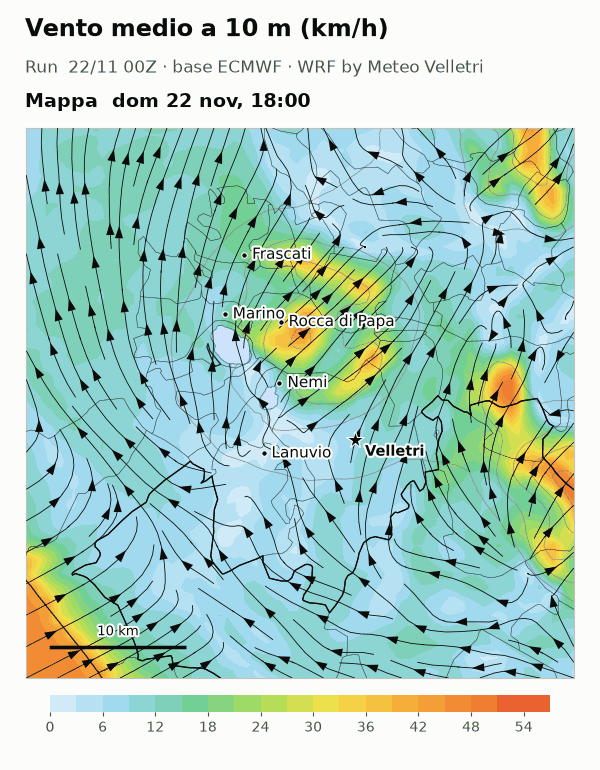 Vento medio a 10 m (km/h)
Run  22/11 00Z · base ECMWF · WRF by Meteo Velletri
Mappa  dom 22 nov, 18:00
Frascati
Marino
Rocca di Papa
Nemi
Velletri
Lanuvio
10 km
0 6 12 18 24 30 36 42 48 54